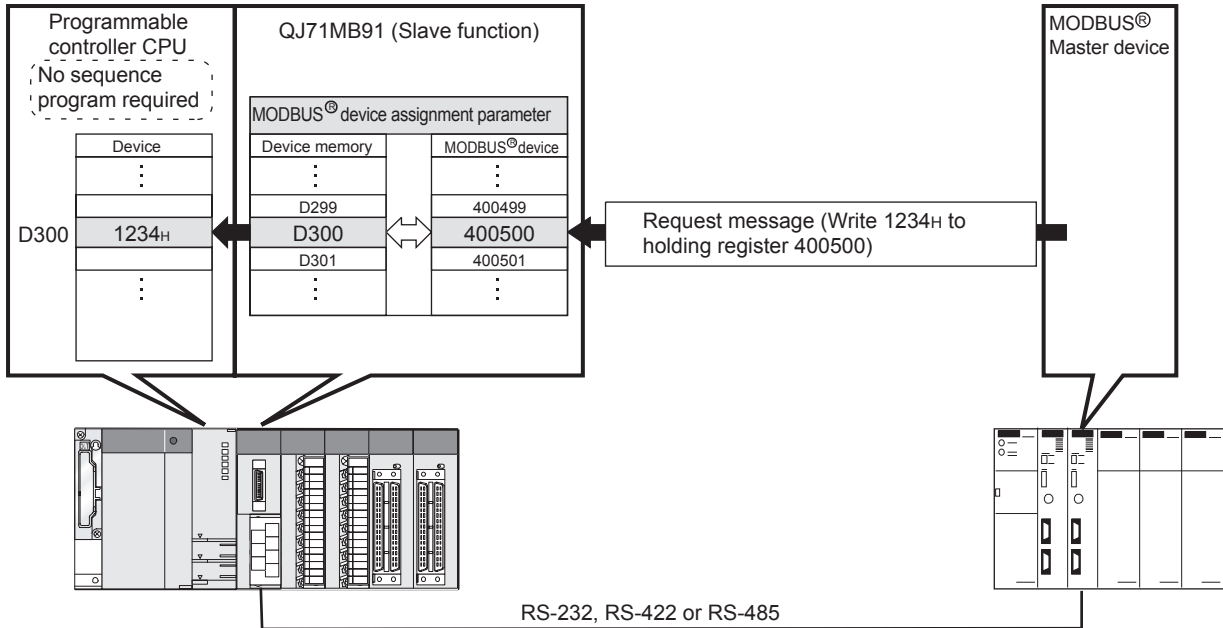 Programmable
controller CPU
No sequence
program required
Device
⋮
D300
1234H
⋮
QJ71MB91 (Slave function)
MODBUS® device assignment parameter
Device memory
MODBUS®device
⋮
⋮
D299
400499
D300
400500
D301
400501
⋮
⋮
Request message (Write 1234H to
holding register 400500)
MODBUS®
Master device
RS-232, RS-422 or RS-485